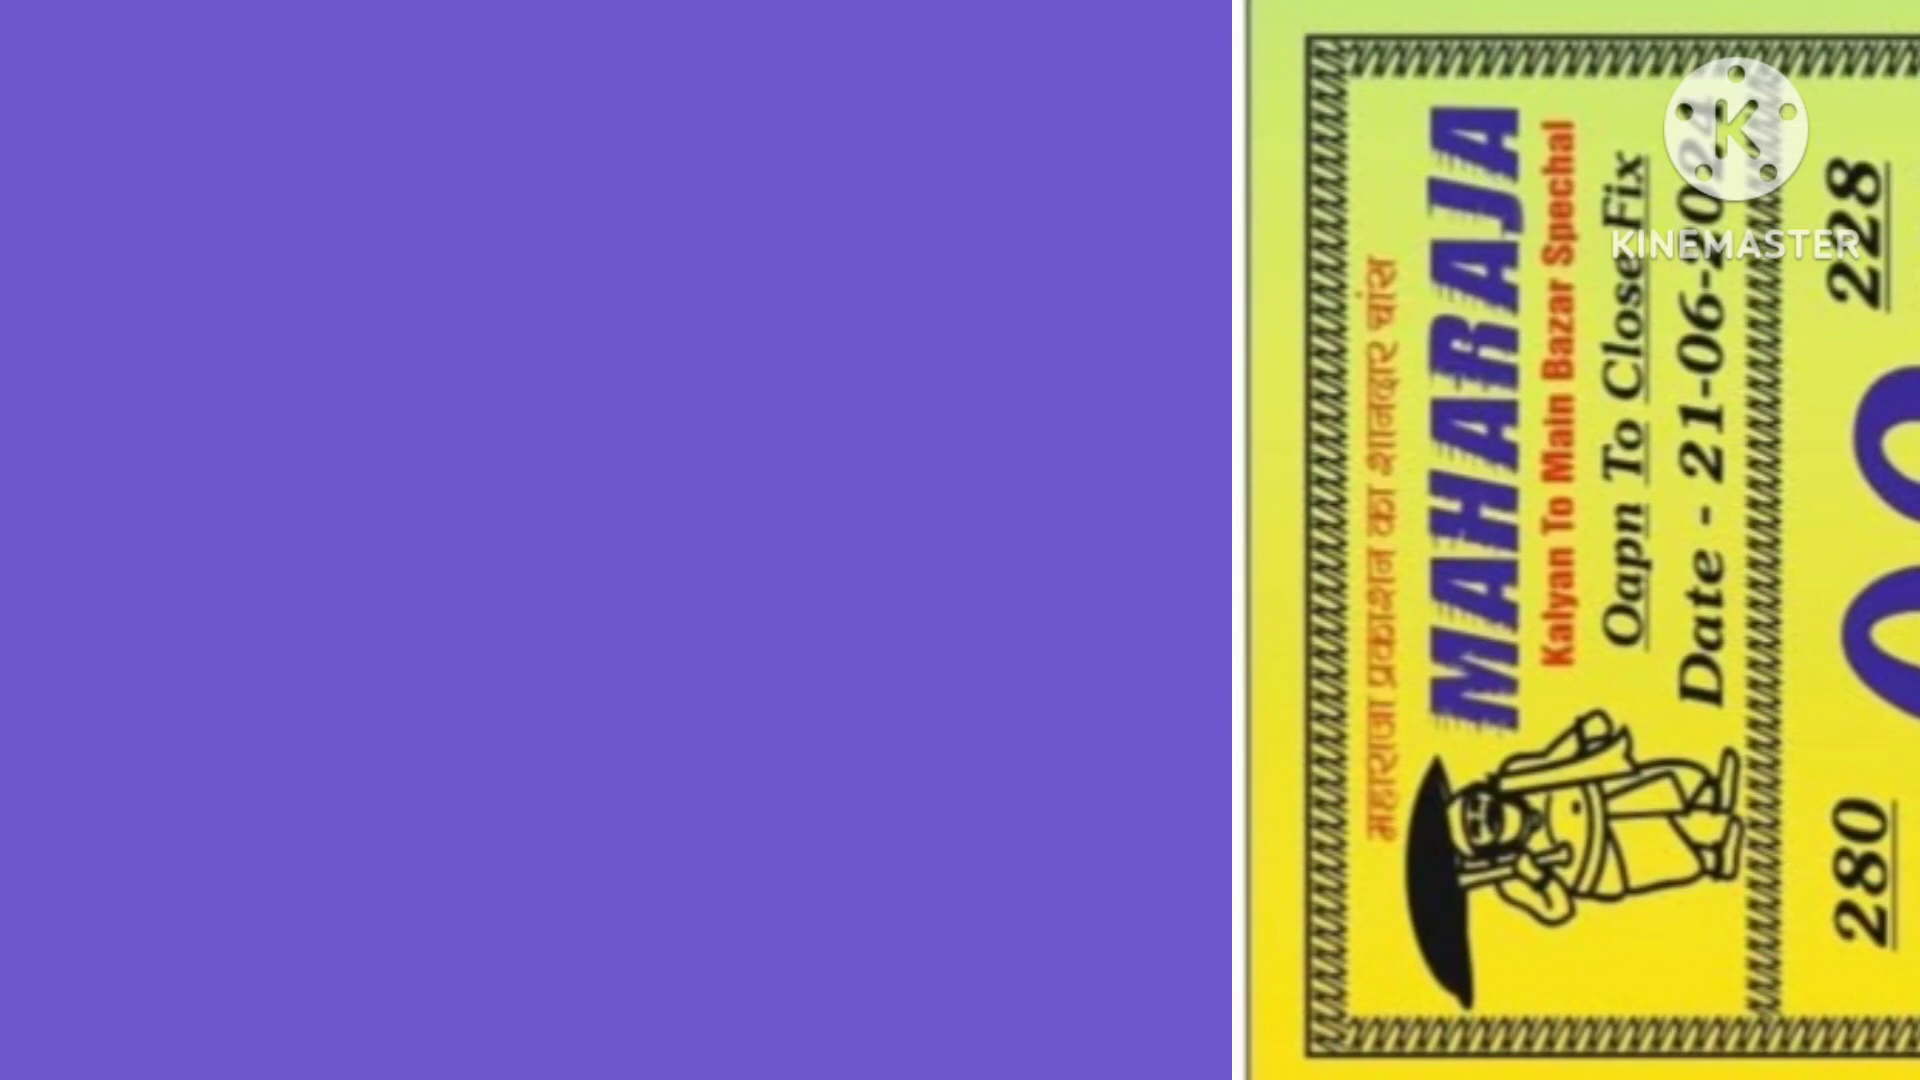 महाराजा प्रकाशन का शानदार चांस
MAHARAJA
Kalyan To Main Bazar Spechal
Oapn To Close Fix
Date - 21-06-2024
280 228
KINEMASTER